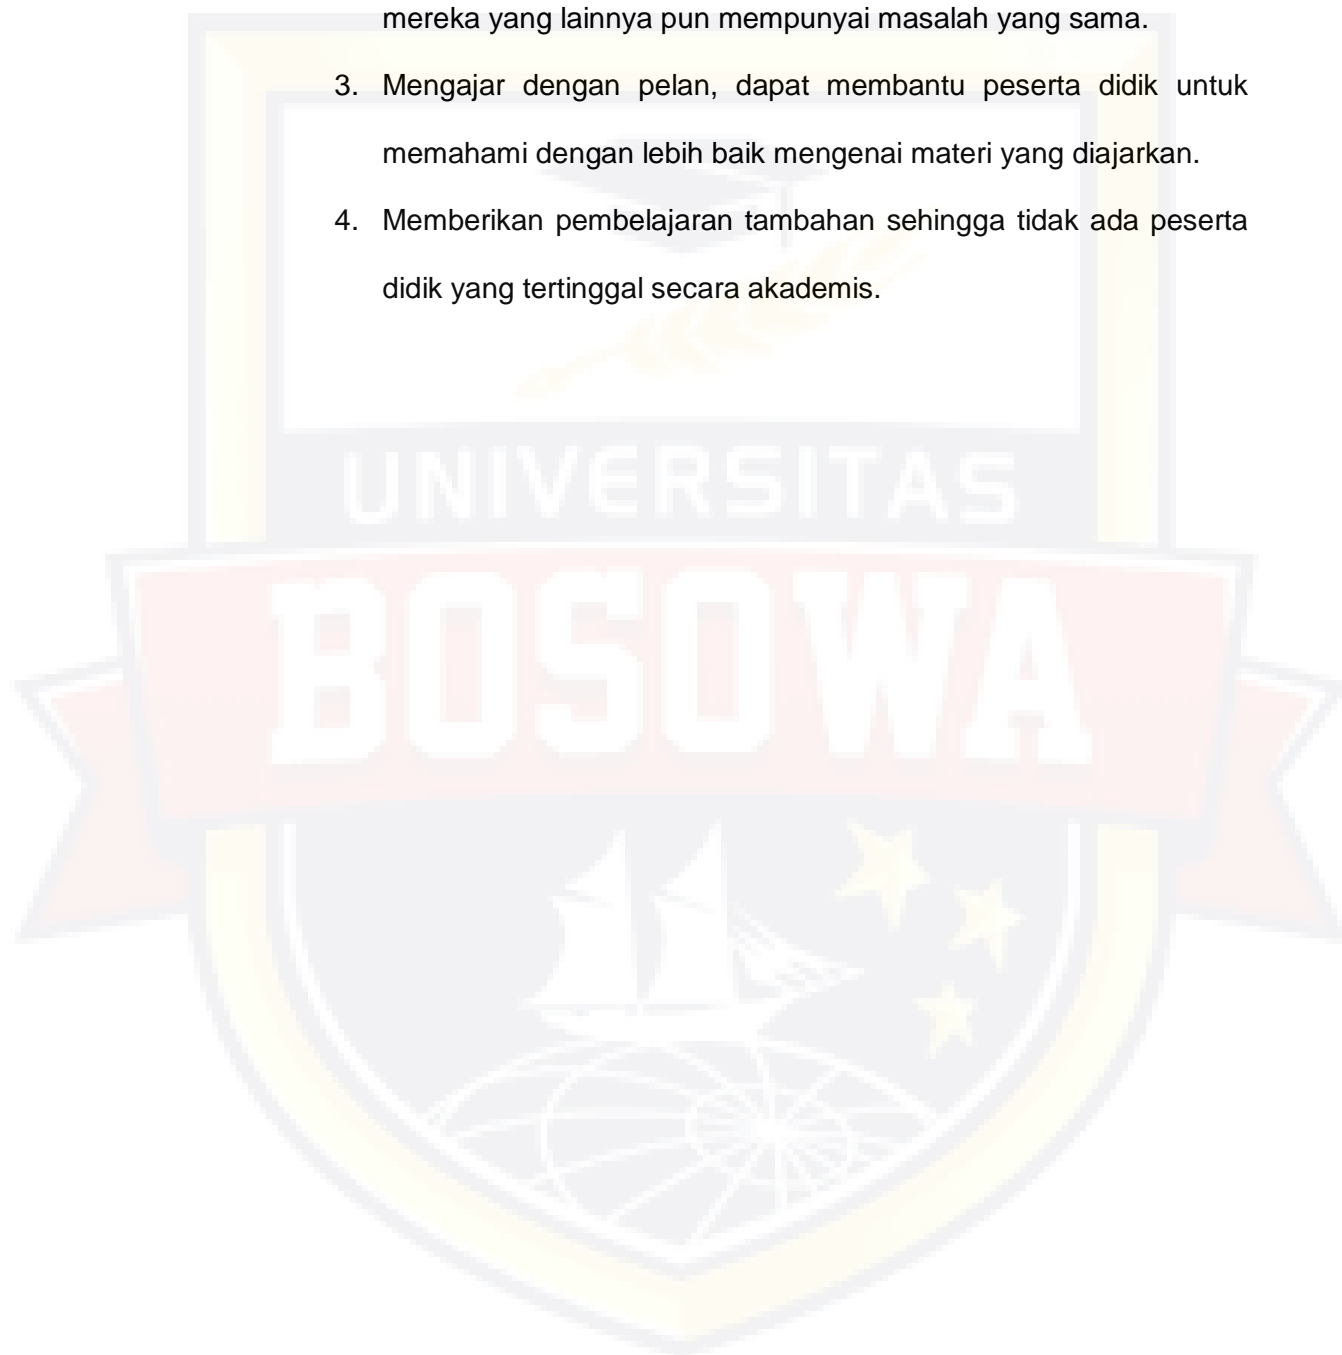 mereka yang lainnya pun mempunyai masalah yang sama.
3. Mengajar dengan pelan, dapat membantu peserta didik untuk
memahami dengan lebih baik mengenai materi yang diajarkan.
4. Memberikan pembelajaran tambahan sehingga tidak ada peserta
didik yang tertinggal secara akademis.
UNIVERSITAS
BOSOWA